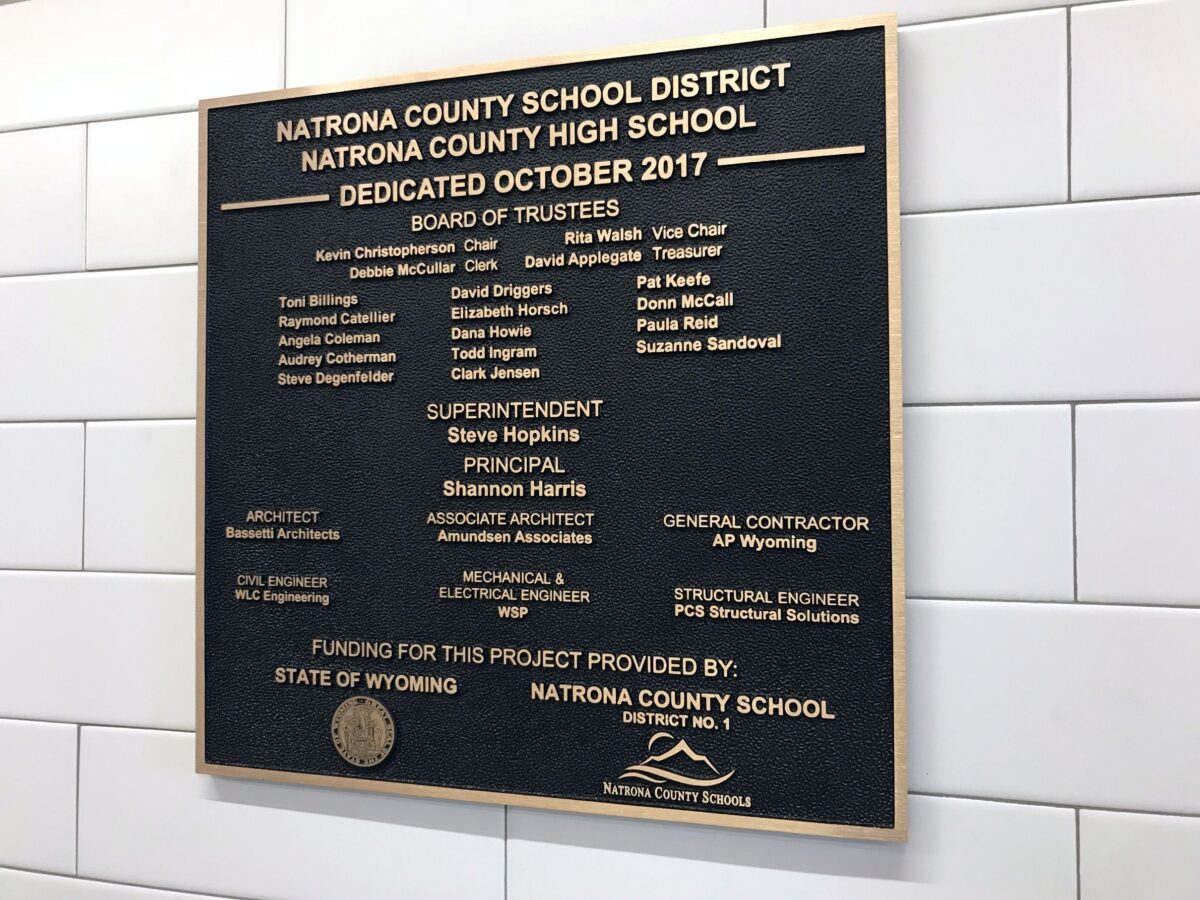 NATRONA COUNTY SCHOOL DISTRICT
NATRONA COUNTY HIGH SCHOOL
DEDICATED OCTOBER 2017
BOARD OF TRUSTEES
Kevin Christopherson Chair
Rita Walsh Vice Chair
Debbie McCullar Clerk
David Applegate Treasurer
Toni Billings
Raymond Catellier
Angela Coleman
Audrey Cotherman
Steve Degenfelder
David Driggers
Elizabeth Horsch
Dana Howie
Todd Ingram
Clark Jensen
Pat Keefe
Donn McCall
Paula Reid
Suzanne Sandoval
SUPERINTENDENT
Steve Hopkins
PRINCIPAL
Shannon Harris
ARCHITECT
Bassetti Architects
ASSOCIATE ARCHITECT
Amundsen Associates
GENERAL CONTRACTOR
AP Wyoming
CIVIL ENGINEER
WLC Engineering
MECHANICAL &
ELECTRICAL ENGINEER
WSP
STRUCTURAL ENGINEER
PCS Structural Solutions
FUNDING FOR THIS PROJECT PROVIDED BY:
STATE OF WYOMING
NATRONA COUNTY SCHOOL
DISTRICT NO. 1
NATRONA COUNTY SCHOOLS